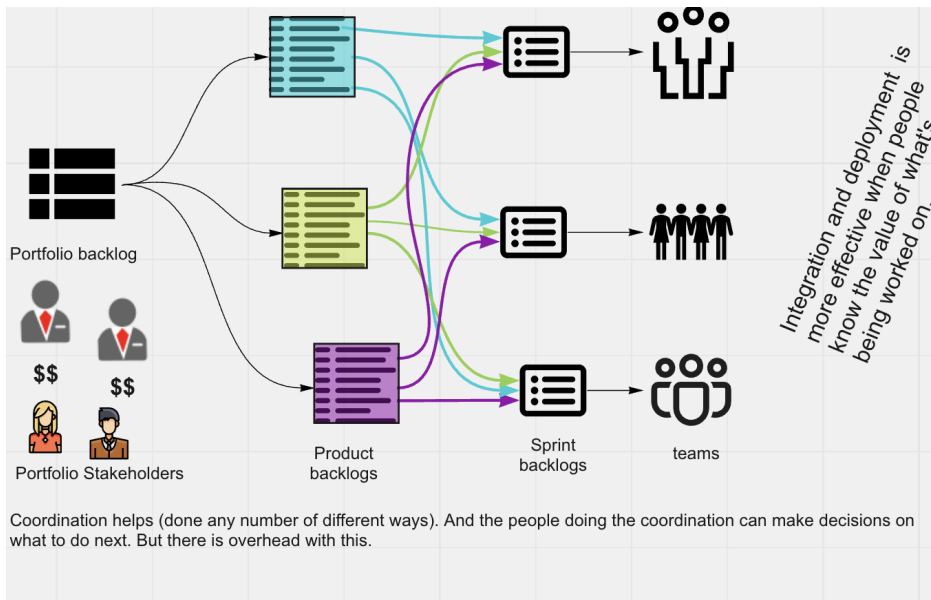 Portfolio backlog
$$
$$
Portfolio Stakeholders
Product
backlogs
Sprint
backlogs
teams
Integration and deployment is
more effective when people
know the value of what's
being worked on.
Coordination helps (done any number of different ways). And the people doing the coordination can make decisions on
what to do next. But there is overhead with this.